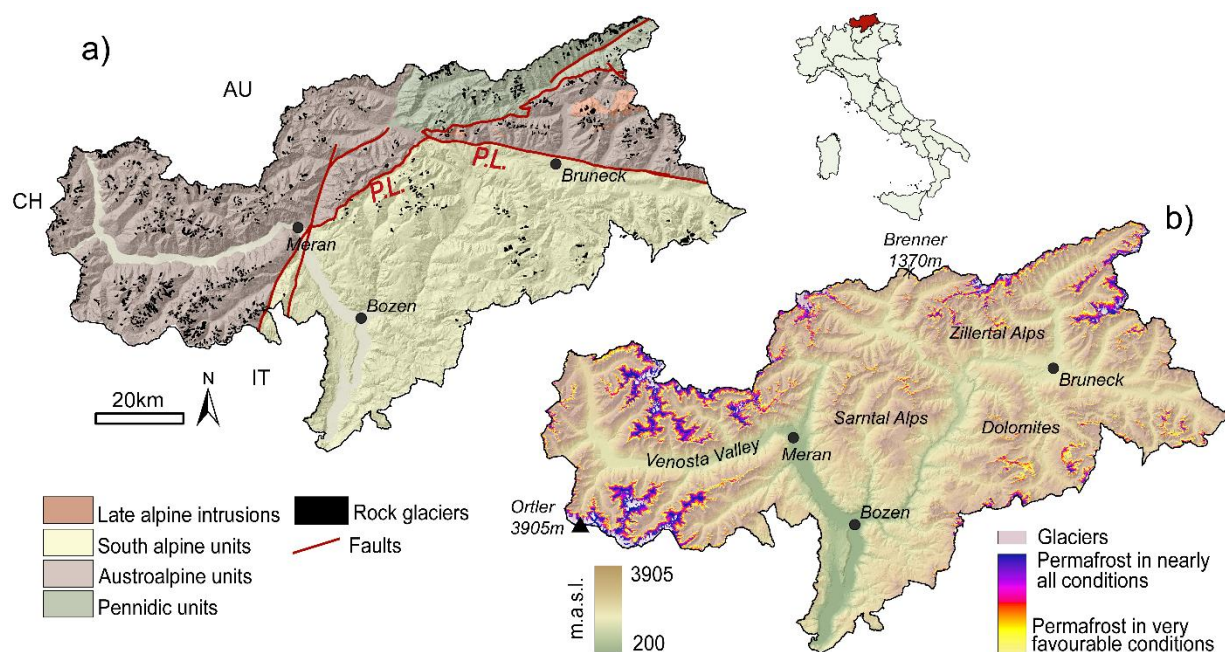 a)
AU
CH
P.L.
P.L.
Bruneck
Meran
Bozen
N
IT
20km
Late alpine intrusions
South alpine units
Austroalpine units
Pennidic units
Rock glaciers
Faults
b)
Brenner
1370m
Zillertal Alps
Bruneck
Sarntal Alps
Dolomites
Venosta Valley
Meran
Ortler
3905m
Bozen
m.a.s.l.
3905
200
Glaciers
Permafrost in nearly
all conditions
Permafrost in very
favourable conditions